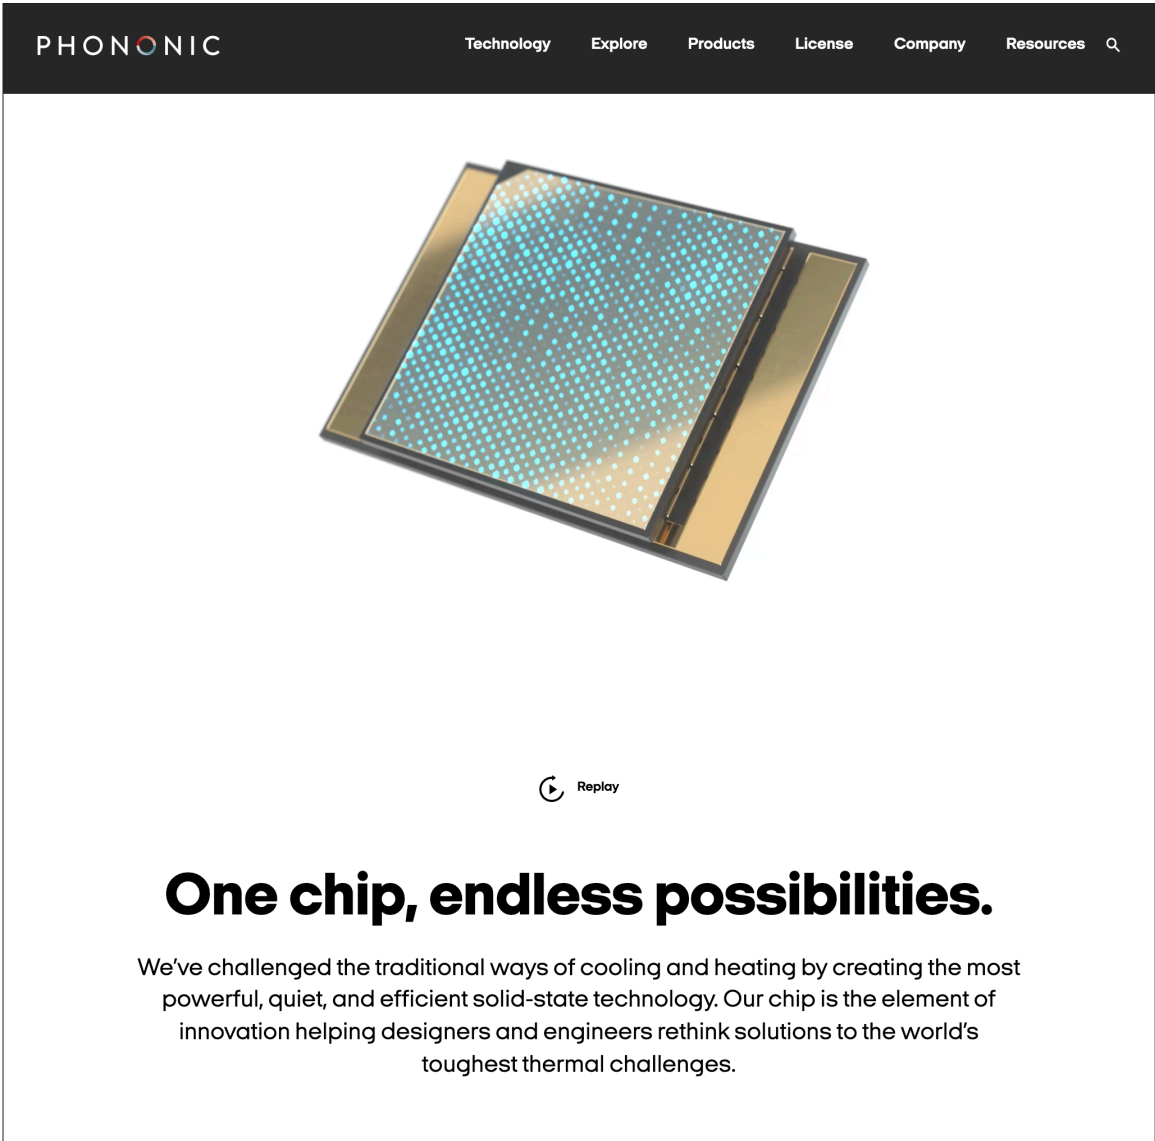 PHONONIC
Technology Explore Products License Company Resources
Replay
One chip, endless possibilities.
We’ve challenged the traditional ways of cooling and heating by creating the most
powerful, quiet, and efficient solid-state technology. Our chip is the element of
innovation helping designers and engineers rethink solutions to the world’s
toughest thermal challenges.